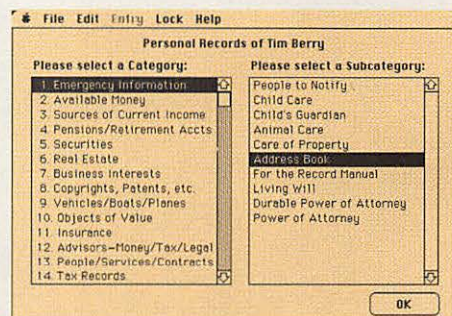 File Edit Entry Lock Help
Personal Records of Tim Berry
Please select a Category:
1. Emergency Information
2. Available Money
3. Sources of Current Income
4. Pensions/Retirement Accts
5. Securities
6. Real Estate
7. Business Interests
8. Copyrights, Patents, etc.
9. Vehicles/Boats/Planes
10. Objects of Value
11. Insurance
12. Advisors-Money/Tax/Legal
13. People/Services/Contracts
14. Tax Records
Please select a Subcategory:
People to Notify
Child Care
Child's Guardian
Animal Care
Care of Property
Address Book
For the Record Manual
Living Will
Durable Power of Attorney
Power of Attorney
OK